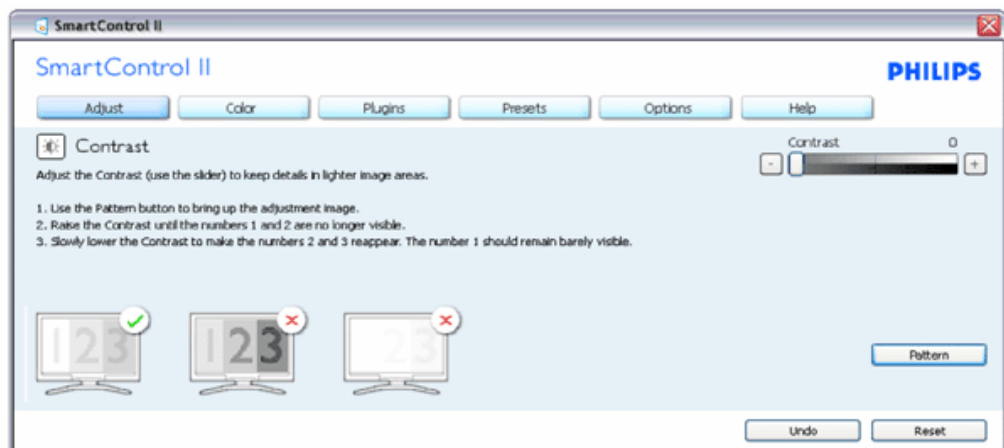 SmartControl II
SmartControl II
PHILIPS
Adjust Color Plugins Presets Options Help
Contrast
Contrast 0
- +
Adjust the Contrast (use the slider) to keep details in lighter image areas.
1. Use the Pattern button to bring up the adjustment image.
2. Raise the Contrast until the numbers 1 and 2 are no longer visible.
3. Slowly lower the Contrast to make the numbers 2 and 3 reappear. The number 1 should remain barely visible.
123 123 23
Pattern
Undo Reset